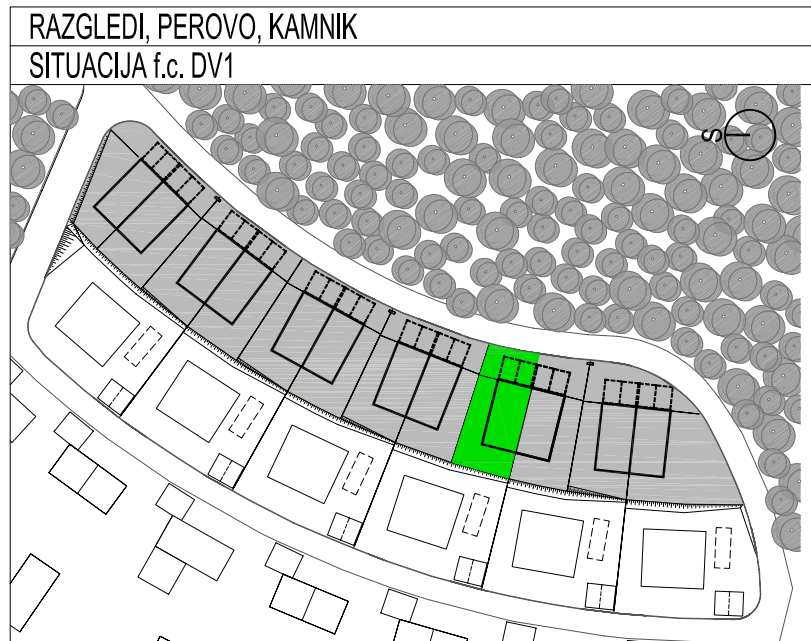 RAZGLEDI, PEROVO, KAMNIK
SITUACIJA f.c. DV1
S